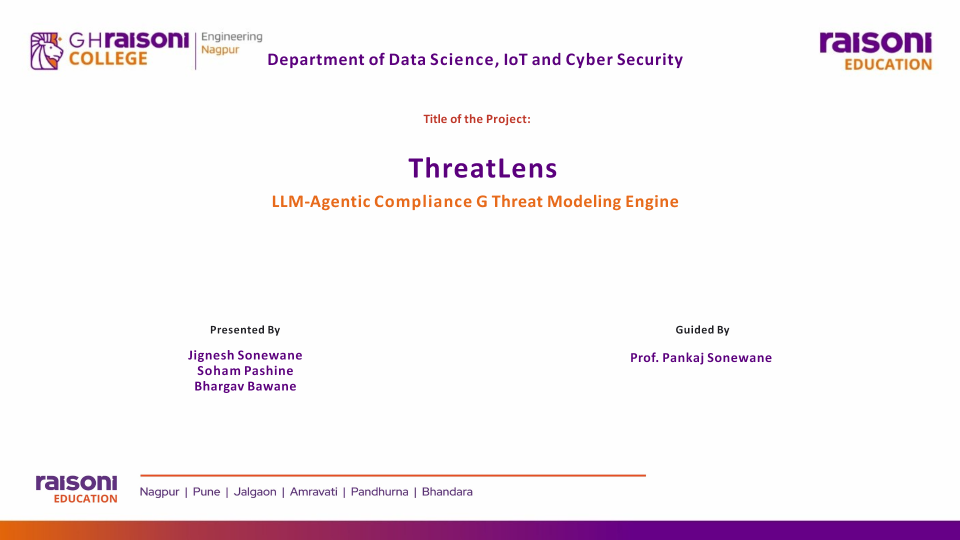 GHraisoni
COLLEGE
Engineering
Nagpur
Department of Data Science, IoT and Cyber Security
raisoni
EDUCATION
Title of the Project:
ThreatLens
LLM-Agentic Compliance G Threat Modeling Engine
Presented By
Jignesh Sonewane
Soham Pashine
Bhargav Bawane
Guided By
Prof. Pankaj Sonewane
raisoni
EDUCATION
Nagpur | Pune | Jalgaon | Amravati | Pandhurna | Bhandara